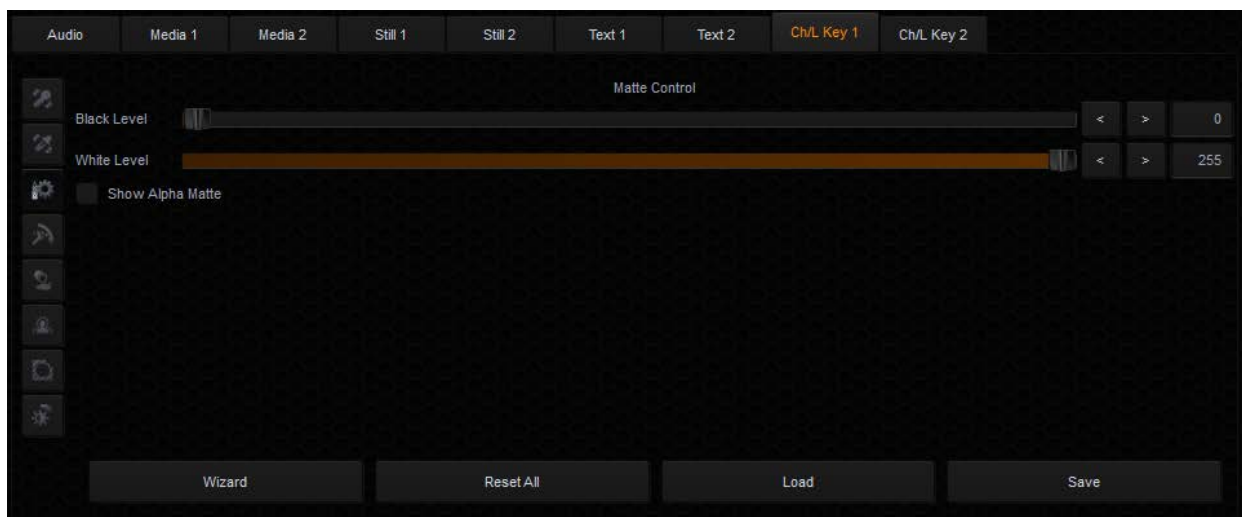 Audio Media 1 Media 2 Still 1 Still 2 Text 1 Text 2 Ch/L Key 1 Ch/L Key 2
Matte Control
Black Level < > 0
White Level < > 255
Show Alpha Matte
Wizard Reset All Load Save